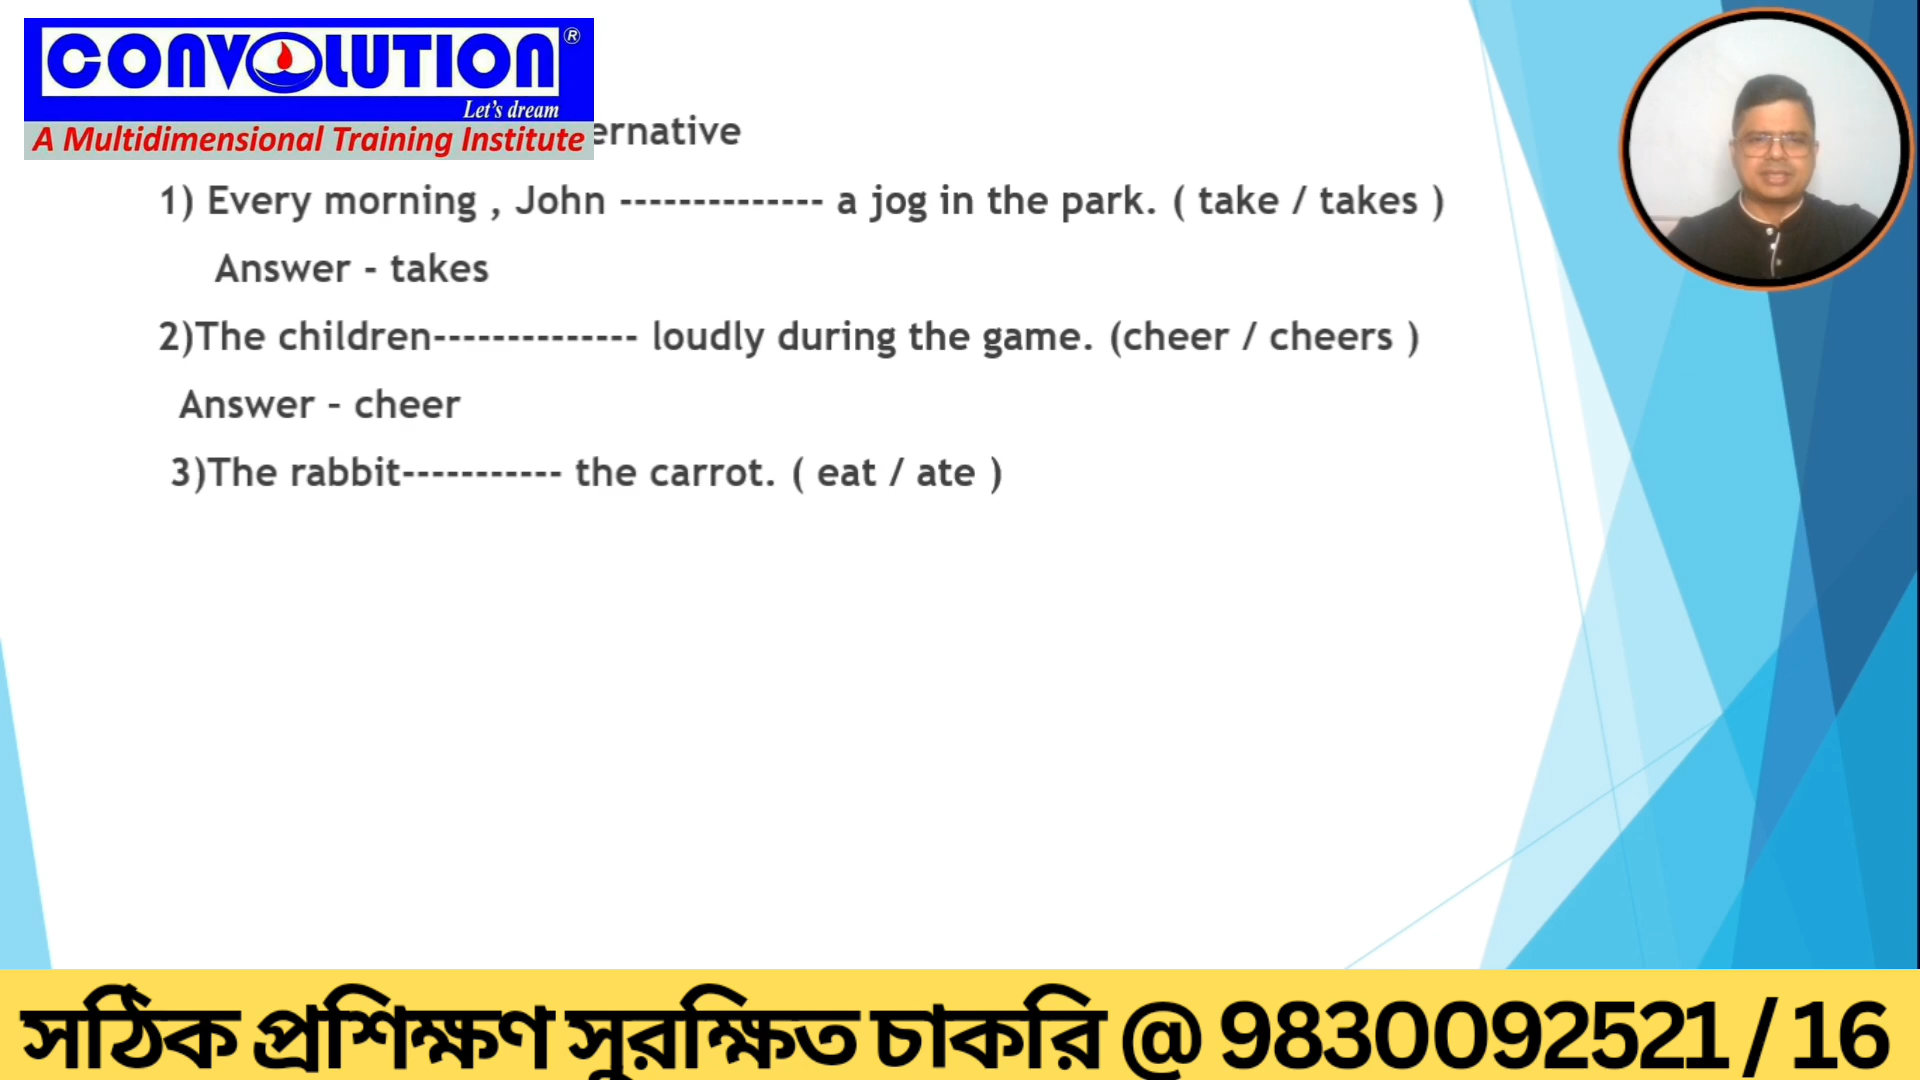 CONVOLUTION®
Let's dream
A Multidimensional Training Institute
ernative
1) Every morning , John -------------- a jog in the park. ( take / takes )
Answer - takes
2)The children-------------- loudly during the game. (cheer / cheers )
Answer – cheer
3)The rabbit----------- the carrot. ( eat / ate )
সঠিক প্রশিক্ষণ সুরক্ষিত চাকরি @ 9830092521 / 16